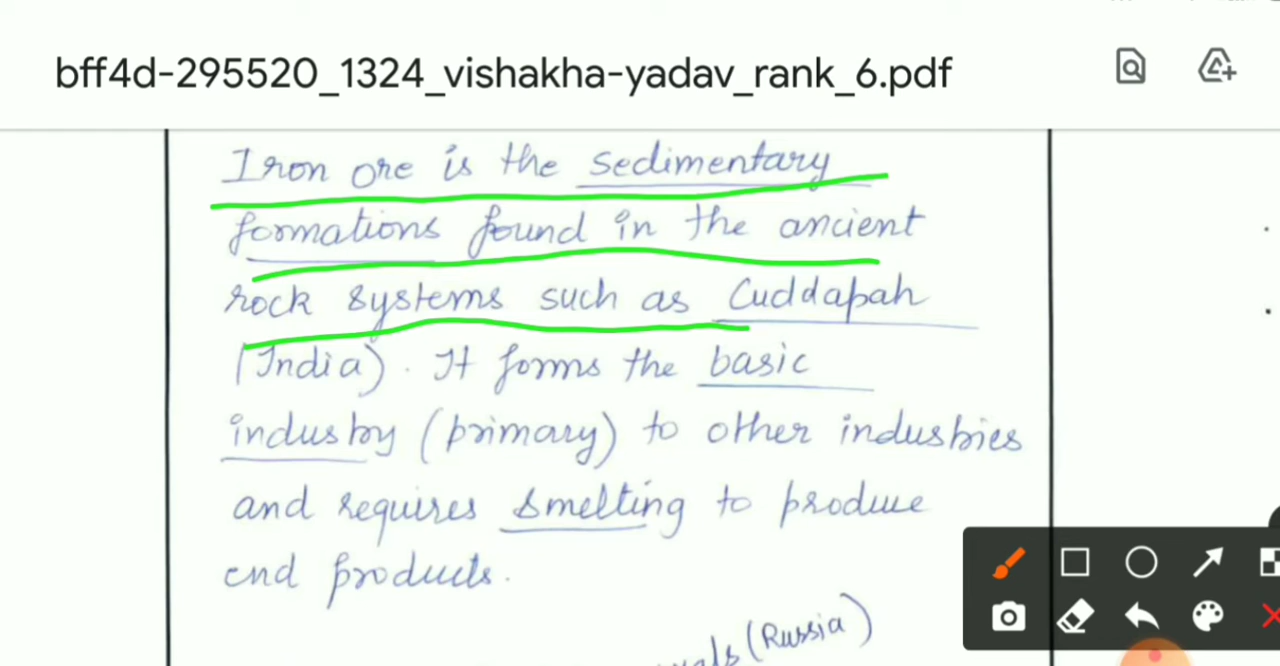 bff4d-295520_1324_vishakha-yadav_rank_6.pdf
Iron ore is the sedimentary
formations found in the ancient
rock systems such as Cuddapah
(India). It forms the basic
industry (primary) to other industries
and requires smelting to produce
end products.
(Russia)